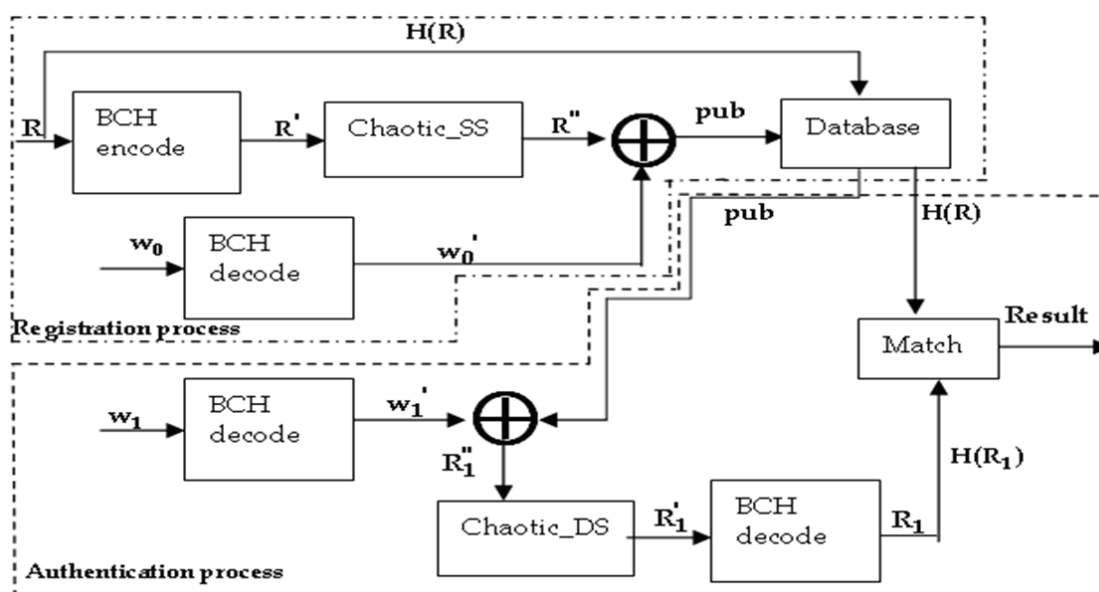 H(R)
R
BCH
encode
R'
Chaotic_SS
R''
pub
Database
w₀
BCH
decode
w₀'
pub
H(R)
Registration process
Match
Result
w₁
BCH
decode
w₁'
R₁''
H(R₁)
Chaotic_DS
R₁'
BCH
decode
R₁
Authentication process